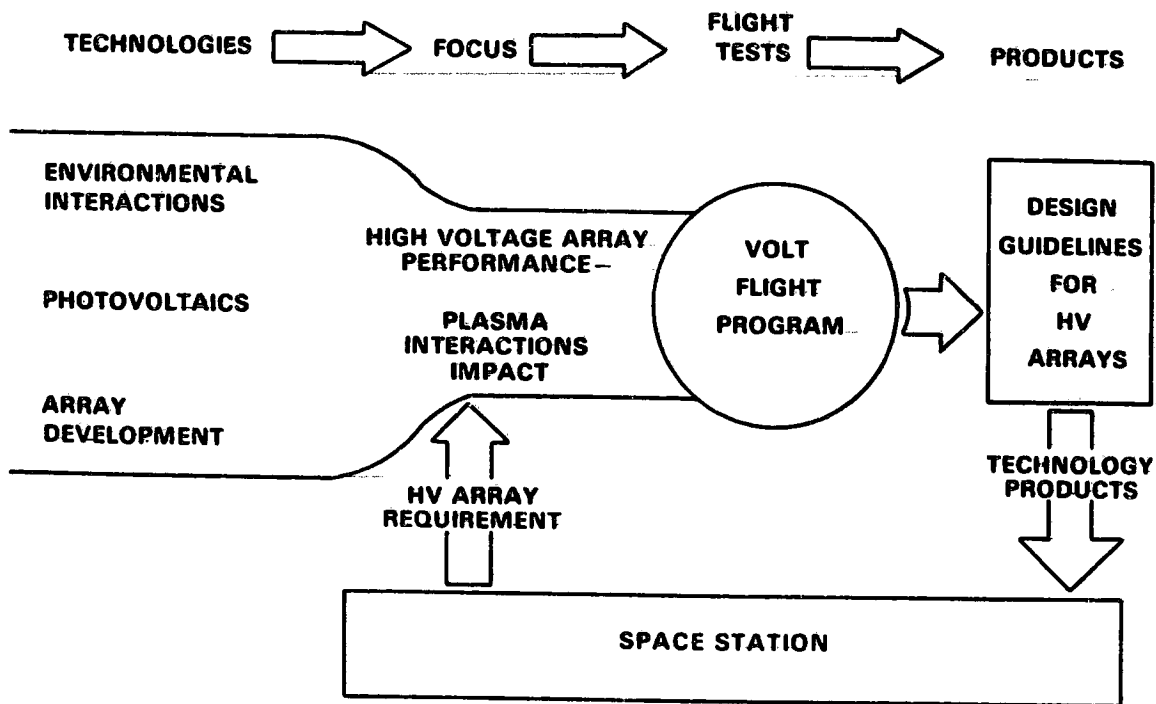 TECHNOLOGIES
FOCUS
FLIGHT
TESTS
PRODUCTS
ENVIRONMENTAL
INTERACTIONS
PHOTOVOLTAICS
ARRAY
DEVELOPMENT
HIGH VOLTAGE ARRAY
PERFORMANCE–
PLASMA
INTERACTIONS
IMPACT
HV ARRAY
REQUIREMENT
VOLT
FLIGHT
PROGRAM
DESIGN
GUIDELINES
FOR
HV
ARRAYS
TECHNOLOGY
PRODUCTS
SPACE STATION